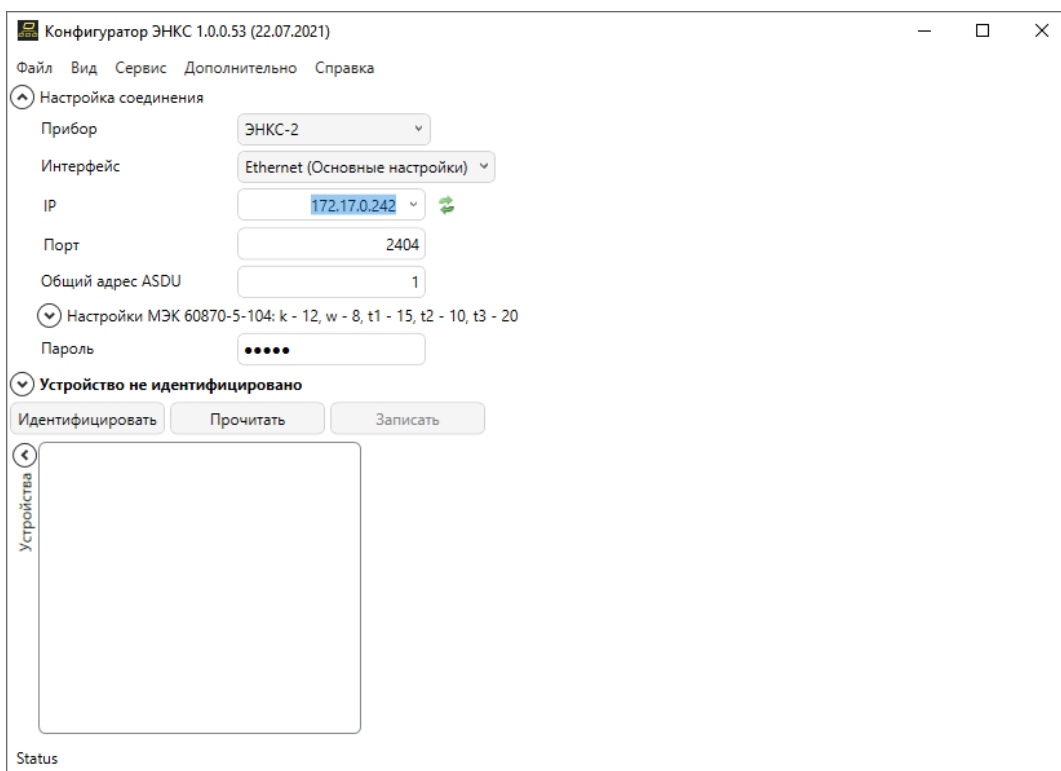 Конфигуратор ЭНКС 1.0.0.53 (22.07.2021)
Файл Вид Сервис Дополнительно Справка
Настройка соединения
Прибор ЭНКС-2
Интерфейс Ethernet (Основные настройки)
IP 172.17.0.242
Порт 2404
Общий адрес ASDU 1
Настройки МЭК 60870-5-104: k - 12, w - 8, t1 - 15, t2 - 10, t3 - 20
Пароль •••••
Устройство не идентифицировано
Идентифицировать Прочитать Записать
Устройства
Status